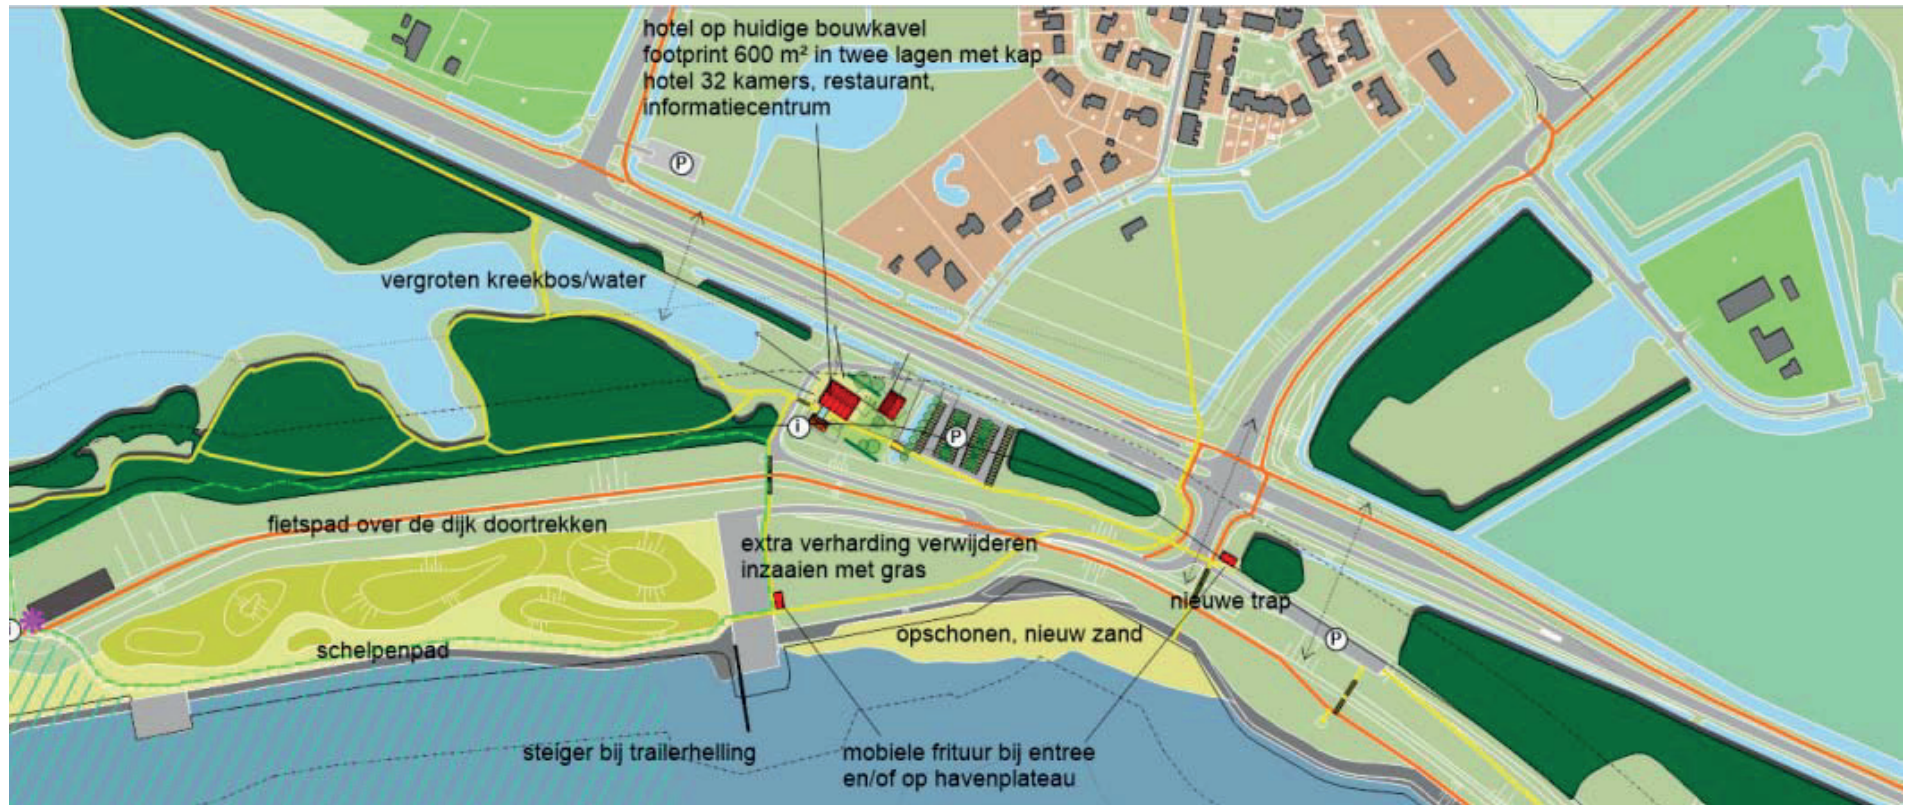 hotel op huidige bouwkavel
footprint 600 m² in twee lagen met kap
hotel 32 kamers, restaurant,
informatiecentrum
P
vergroten kreekbos/water
i
P
fietspad over de dijk doortrekken
extra verharding verwijderen
inzaaien met gras
nieuwe trap
opschonen, nieuw zand
P
schelpenpad
steiger bij trailerhelling
mobiele frituur bij entree
en/of op havenplateau